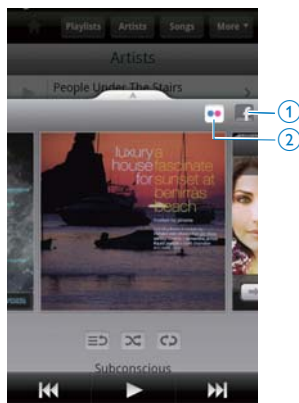 Playlists Artists Songs More
Artists
People Under The Stairs
1
2
luxury a
house fascinate
for sunset at
benirras
beach
Subconscious